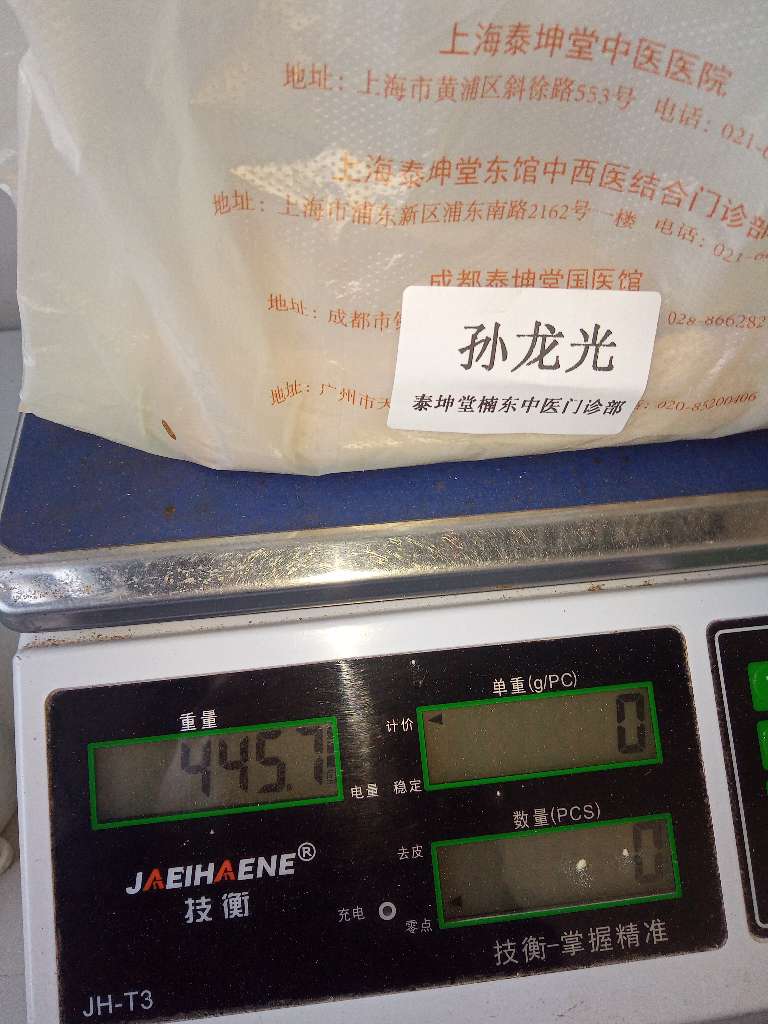 上海泰坤堂中医医院
地址：上海市黄浦区斜徐路553号 电话：021-6
上海泰坤堂东馆中西医结合门诊部
地址：上海市浦东新区浦东南路2162号一楼 电话：021-6
成都泰坤堂国医馆
地址：成都市 028-866282
孙龙光
泰坤堂楠东中医门诊部
地址：广州市天 020-85200406
重量
445.7
电量
单重(g/PC)
计价
0
稳定
数量(PCS)
去皮
0
零点
充电
JAEIHAENE®
技衡
技衡-掌握精准
JH-T3